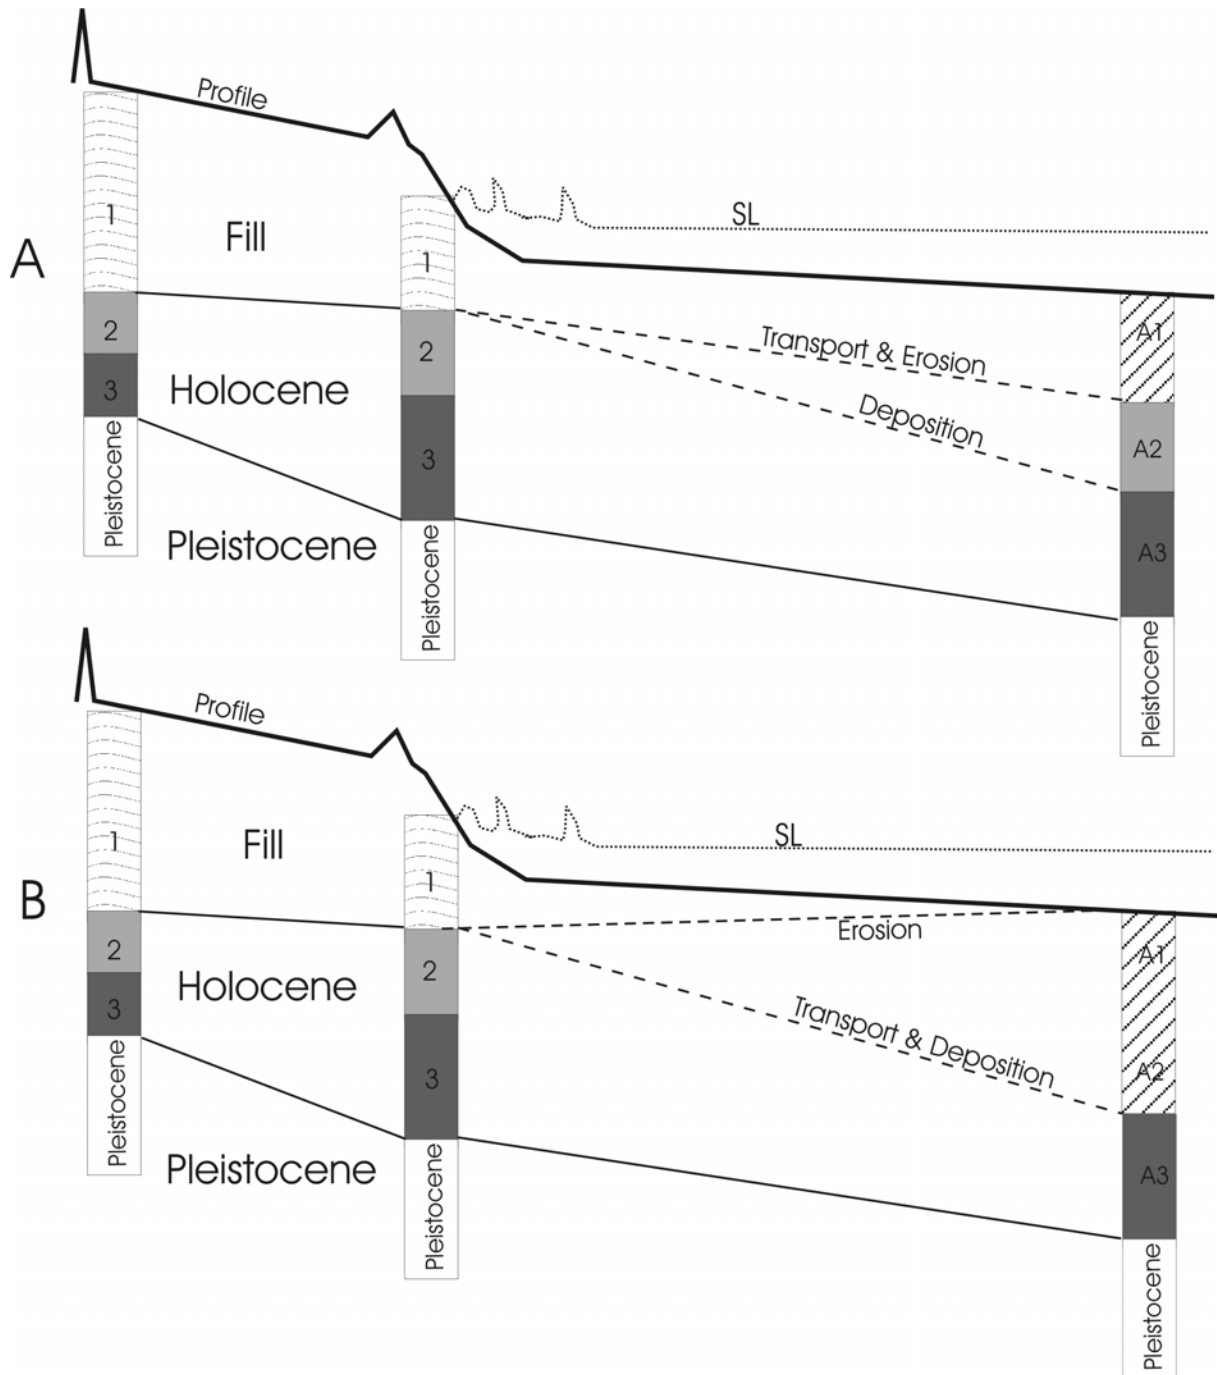 Profile
1
Fill
SL
A
1
A1
2
2
Transport & Erosion
3
Holocene
Deposition
A2
3
Pleistocene
Pleistocene
Pleistocene
A3
Pleistocene
Profile
1
Fill
SL
1
B
Erosion
2
2
A1
Holocene
3
Transport & Deposition
3
A2
Pleistocene
Pleistocene
Pleistocene
A3
Pleistocene